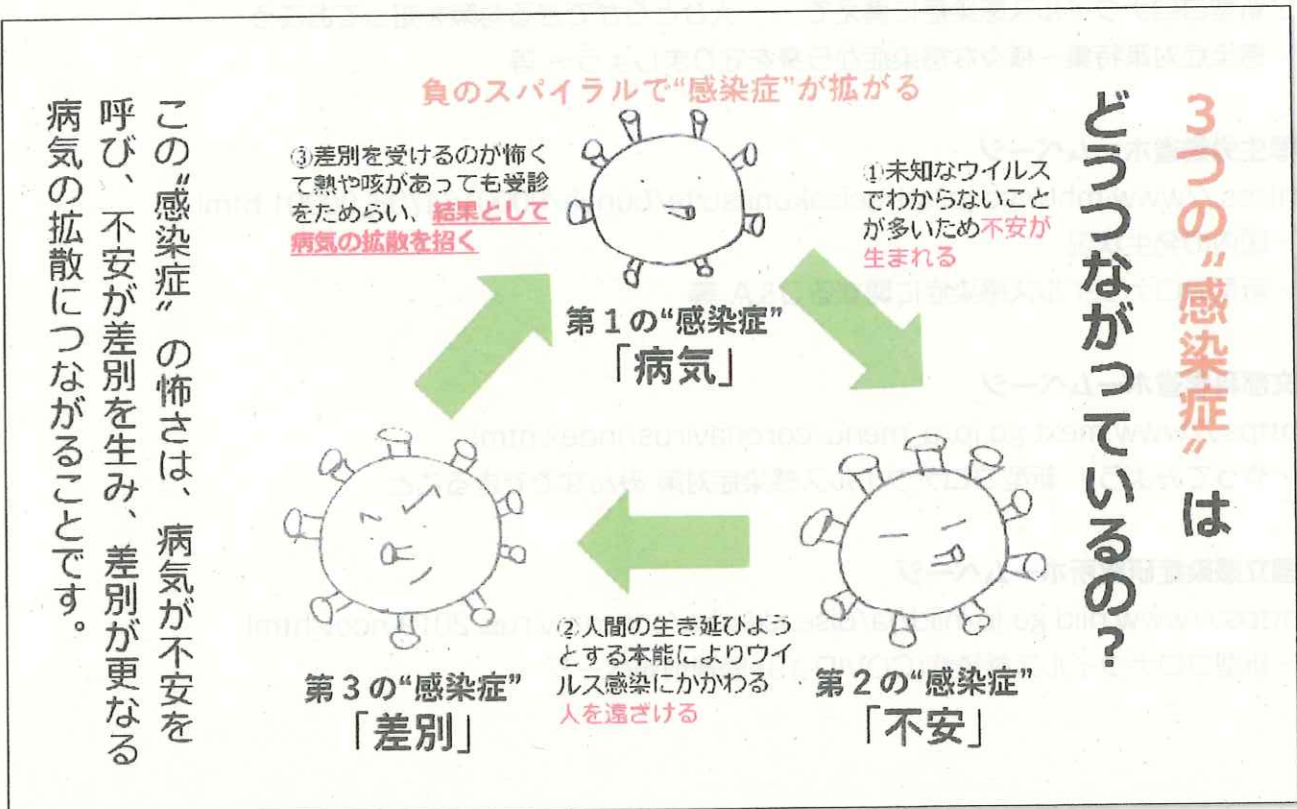 3つの“感染症”は
どうつながっているの？
負のスパイラルで“感染症”が拡がる
①未知なウイルス
でわからないこと
が多いため不安が
生まれる
第1の“感染症”
「病気」
第2の“感染症”
「不安」
②人間の生き延びよう
とする本能によりウイ
ルス感染にかかわる
人を遠ざける
第3の“感染症”
「差別」
③差別を受けるのが怖く
て熱や咳があっても受診
をためらい、結果として
病気の拡散を招く
この“感染症”の怖さは、病気が不安を
呼び、不安が差別を生み、差別が更なる
病気の拡散につながることです。